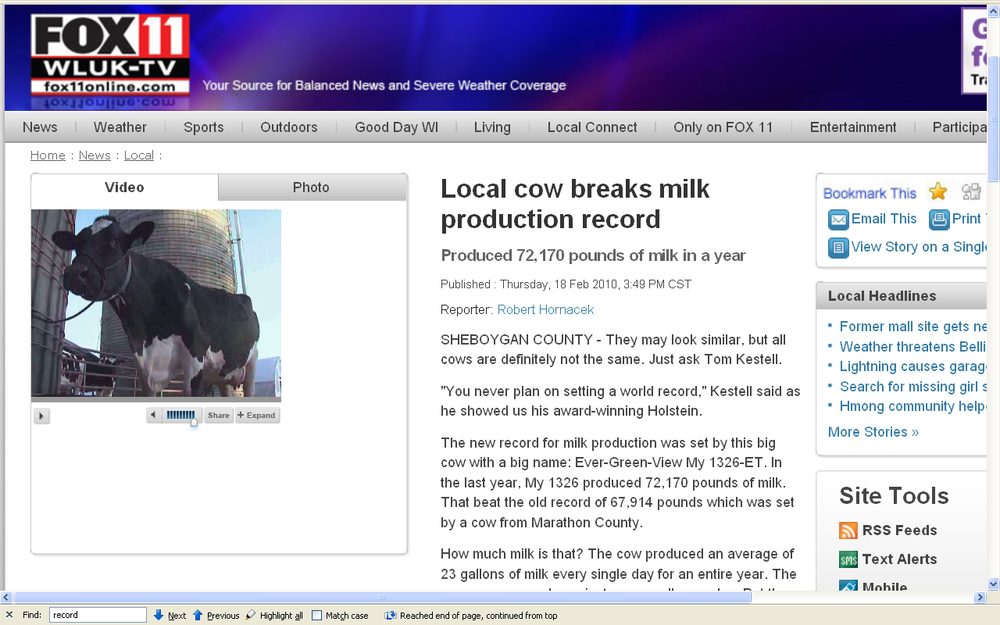 FOX 11
WLUK-TV
fox11online.com
Your Source for Balanced News and Severe Weather Coverage
News Weather Sports Outdoors Good Day WI Living Local Connect Only on FOX 11 Entertainment Participa
Home : News : Local :
Video Photo
Share + Expand
Local cow breaks milk
production record
Produced 72,170 pounds of milk in a year
Published : Thursday, 18 Feb 2010, 3:49 PM CST
Reporter: Robert Hornacek
SHEBOYGAN COUNTY - They may look similar, but all
cows are definitely not the same. Just ask Tom Kestell.
"You never plan on setting a world record," Kestell said as
he showed us his award-winning Holstein.
The new record for milk production was set by this big
cow with a big name: Ever-Green-View My 1326-ET. In
the last year, My 1326 produced 72,170 pounds of milk.
That beat the old record of 67,914 pounds which was set
by a cow from Marathon County.
How much milk is that? The cow produced an average of
23 gallons of milk every single day for an entire year. The
Bookmark This
Email This Print
View Story on a Single
Local Headlines
Former mall site gets ne
Weather threatens Belli
Lightning causes garag
Search for missing girl s
Hmong community help
More Stories »
Site Tools
RSS Feeds
SMS Text Alerts
Mobile
Find: record Next Previous Highlight all Match case Reached end of page, continued from top